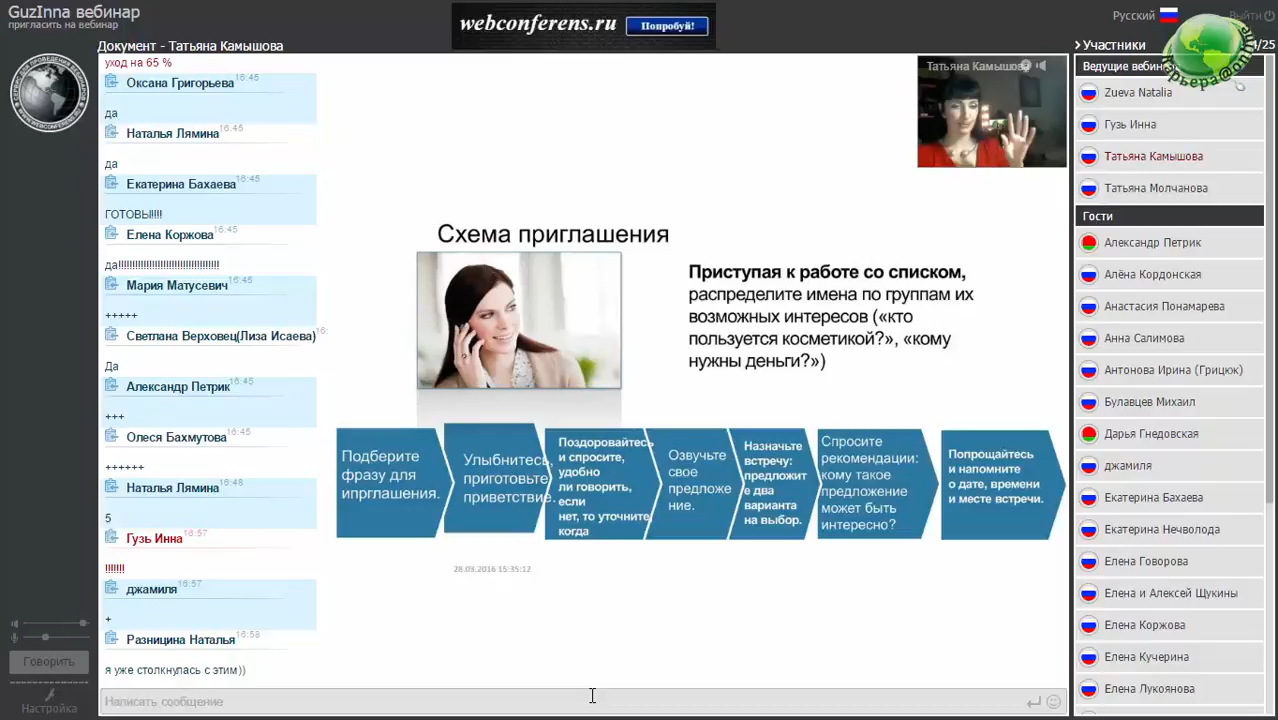 GuzInna вебинар
пригласить на вебинар
webconferens.ru
Попробуй!
Русский
Выйти
Документ - Татьяна Камышова
Участники
/25
уход на 65 %
Оксана Григорьева 16:45
да
Наталья Лямина 16:45
да
Екатерина Бахаева 16:45
ГОТОВЫ!!!!
Елена Коржова 16:45
да!!!!!!!!!!!!!!!!!!!!!!!!!!!!!!!!!
Мария Матусевич 16:45
+++++
Светлана Верховец(Лиза Исаева) 16:
Да
Александр Петрик 16:45
+++
Олеся Бахмутова 16:45
++++++
Наталья Лямина 16:48
5
Гузь Инна 16:57
!!!!!!!
джамиля 16:57
+
Разницина Наталья 16:58
я уже столкнулась с этим))
Написать сообщение
Говорить
Настройка
Татьяна Камышова
Схема приглашения
Приступая к работе со списком,
распределите имена по группам их
возможных интересов («кто
пользуется косметикой?», «кому
нужны деньги?»)
Подберите
фразу для
ипрглашения.
Улыбнитесь,
приготовьте
приветствие.
Поздоровайтесь
и спросите,
удобно
ли говорить,
если
нет, то уточните
когда
Озвучьте
свое
предложе
ние.
Назначьте
встречу:
предложит
е два
варианта
на выбор.
Спросите
рекомендации:
кому такое
предложение
может быть
интересно?
Попрощайтесь
и напомните
о дате, времени
и месте встречи.
28.03.2016 15:35:12
Ведущие вебин
карьера@онлайн
Zueva Natalia
Гузь Инна
Татьяна Камышова
Татьяна Молчанова
Гости
Александр Петрик
Алёна Кордонская
Анастасия Понамарева
Анна Салимова
Антонова Ирина (Грицюк)
Булавцев Михаил
Дарья Гнедовская
джамиля
Екатерина Бахаева
Екатерина Нечволода
Елена Говорова
Елена и Алексей Щукины
Елена Коржова
Елена Кучерина
Елена Лукоянова